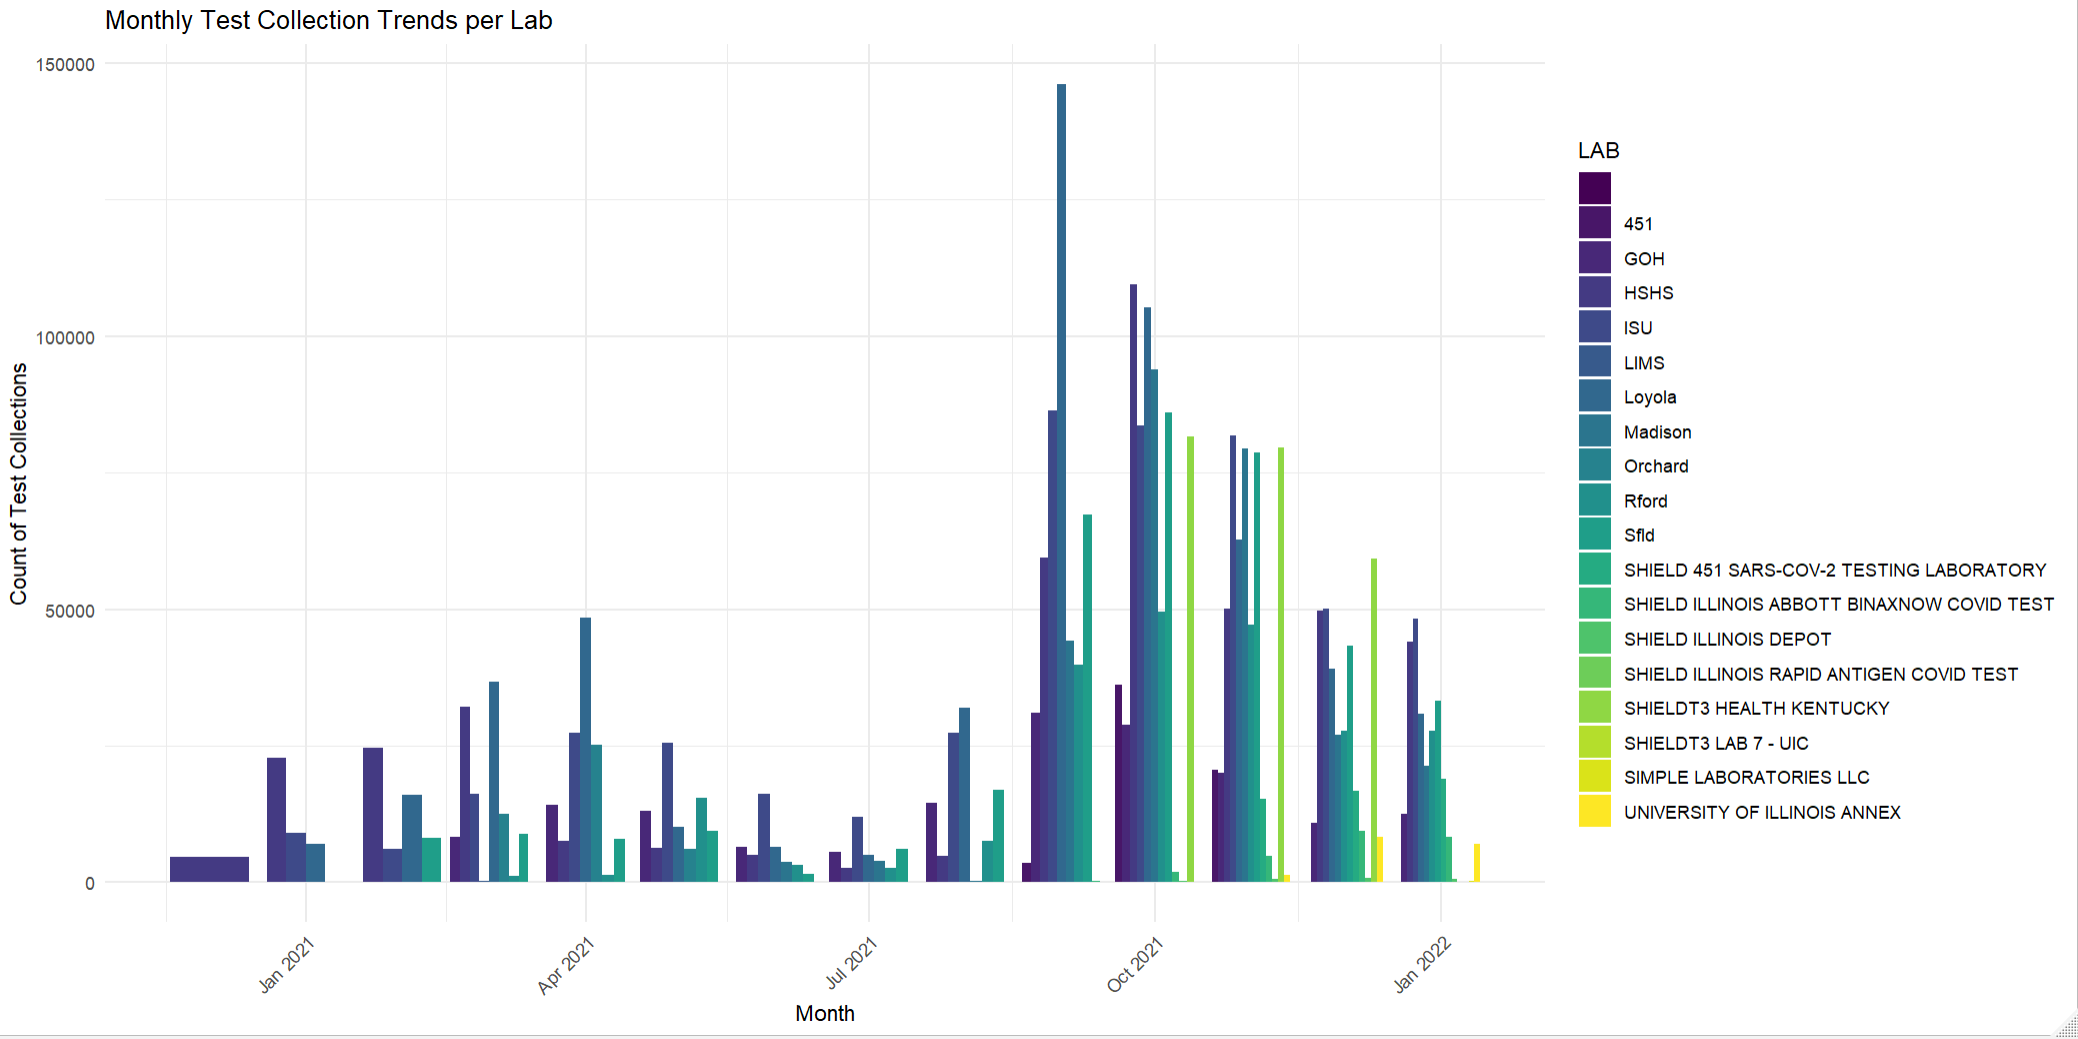 Monthly Test Collection Trends per Lab
150000
100000
50000
0
Count of Test Collections
Jan 2021
Apr 2021
Jul 2021
Oct 2021
Jan 2022
Month
LAB
451
GOH
HSHS
ISU
LIMS
Loyola
Madison
Orchard
Rford
Sfld
SHIELD 451 SARS-COV-2 TESTING LABORATORY
SHIELD ILLINOIS ABBOTT BINAXNOW COVID TEST
SHIELD ILLINOIS DEPOT
SHIELD ILLINOIS RAPID ANTIGEN COVID TEST
SHIELDT3 HEALTH KENTUCKY
SHIELDT3 LAB 7 - UIC
SIMPLE LABORATORIES LLC
UNIVERSITY OF ILLINOIS ANNEX